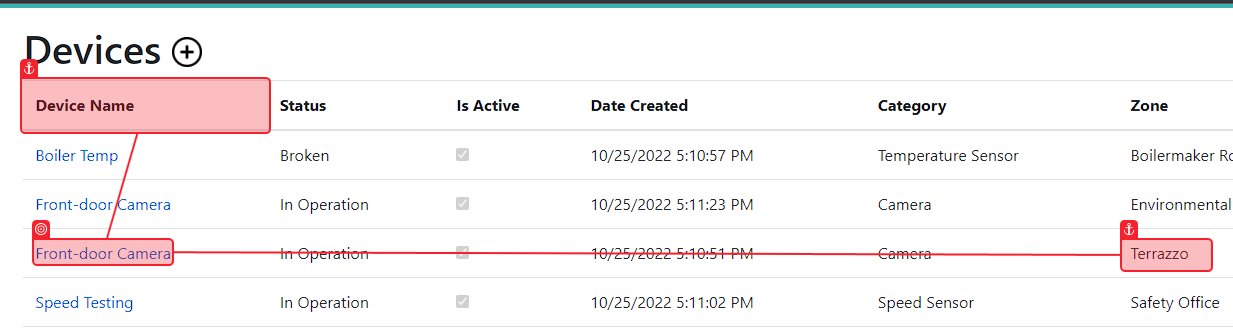 Devices
Device Name Status Is Active Date Created Category Zone
Boiler Temp Broken 10/25/2022 5:10:57 PM Temperature Sensor Boilermaker
Front-door Camera In Operation 10/25/2022 5:11:23 PM Camera Environmental
Front-door Camera In Operation 10/25/2022 5:10:51 PM Camera Terrazzo
Speed Testing In Operation 10/25/2022 5:11:02 PM Speed Sensor Safety Office